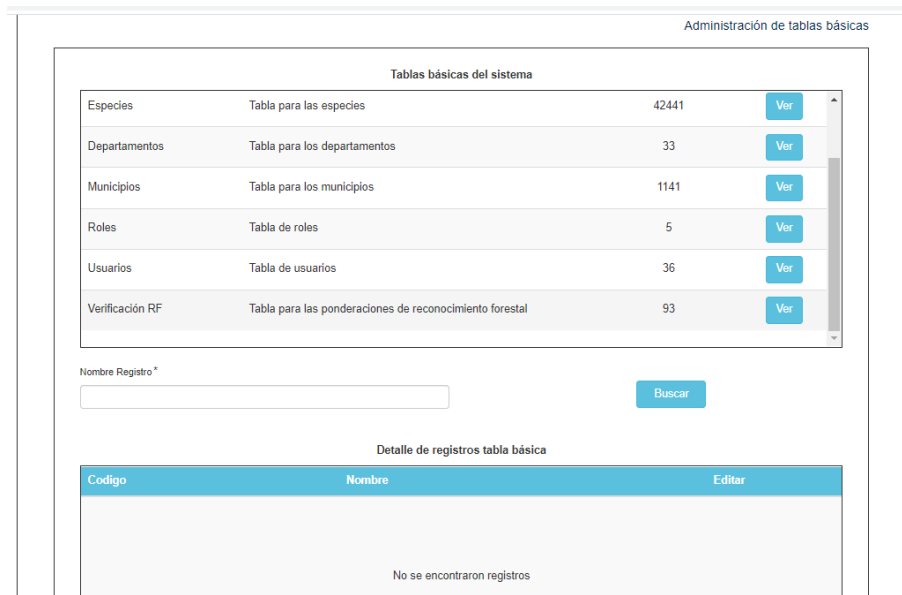 Administración de tablas básicas
Tablas básicas del sistema
Especies Tabla para las especies 42441 Ver
Departamentos Tabla para los departamentos 33 Ver
Municipios Tabla para los municipios 1141 Ver
Roles Tabla de roles 5 Ver
Usuarios Tabla de usuarios 36 Ver
Verificación RF Tabla para las ponderaciones de reconocimiento forestal 93 Ver
Nombre Registro *
Buscar
Detalle de registros tabla básica
Codigo Nombre Editar
No se encontraron registros